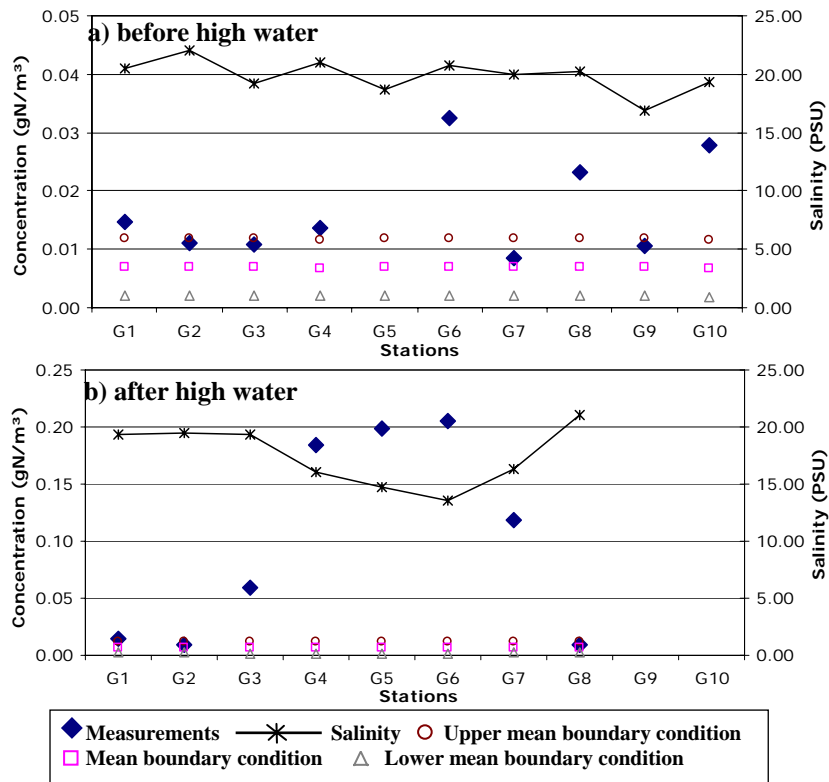 a) before high water
Concentration (gN/m³)
0.05
0.04
0.03
0.02
0.01
0.00
25.00
20.00
15.00
10.00
5.00
0.00
Salinity (PSU)
G1 G2 G3 G4 G5 G6 G7 G8 G9 G10
Stations
b) after high water
Concentration (gN/m³)
0.25
0.20
0.15
0.10
0.05
0.00
25.00
20.00
15.00
10.00
5.00
0.00
Salinity (PSU)
G1 G2 G3 G4 G5 G6 G7 G8 G9 G10
Stations
Measurements Salinity Upper mean boundary condition
Mean boundary condition Lower mean boundary condition